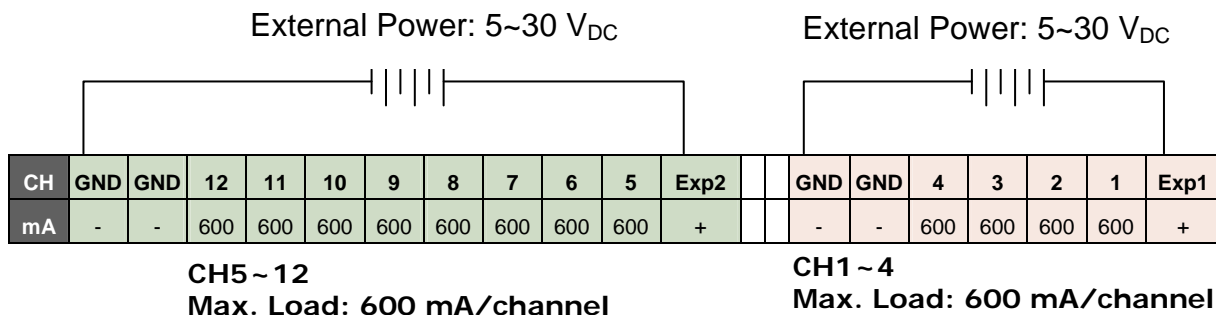 External Power: 5~30 VDC
External Power: 5~30 VDC
CH GND GND 12 11 10 9 8 7 6 5 Exp2 GND GND 4 3 2 1 Exp1
mA - - 600 600 600 600 600 600 600 600 + - - 600 600 600 600 +
CH5~12
Max. Load: 600 mA/channel
CH1~4
Max. Load: 600 mA/channel